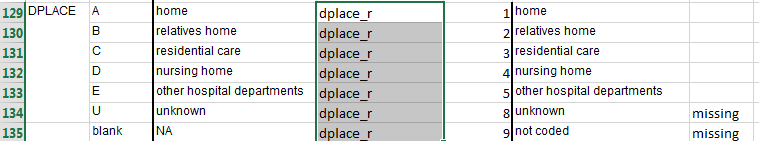 129 DPLACE A home dplace_r 1 home
130 B relatives home dplace_r 2 relatives home
131 C residential care dplace_r 3 residential care
132 D nursing home dplace_r 4 nursing home
133 E other hospital departments dplace_r 5 other hospital departments
134 U unknown dplace_r 8 unknown missing
135 blank NA dplace_r 9 not coded missing